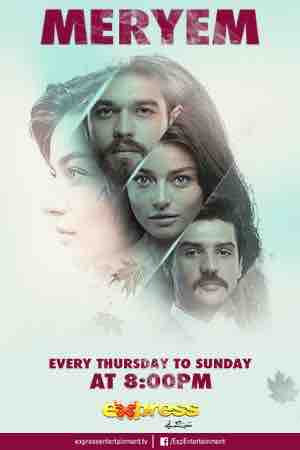 MERYEM
EVERY THURSDAY TO SUNDAY
AT 8:00PM
express
expressentertainment.tv f /ExpEntertainment